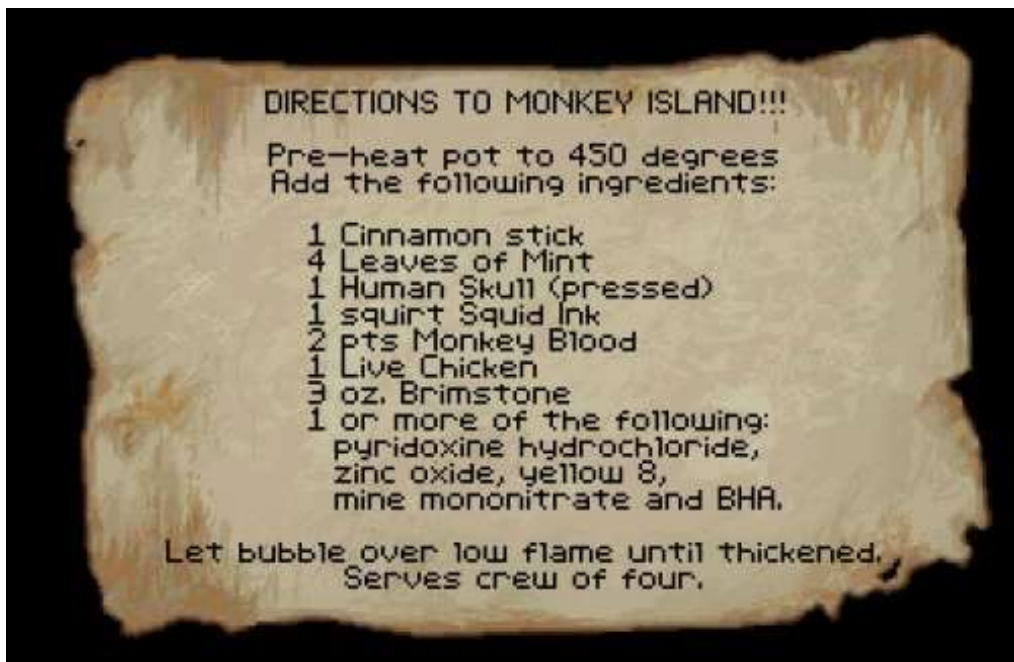 DIRECTIONS TO MONKEY ISLAND!!!
Pre-heat pot to 450 degrees
Add the following ingredients:
1 Cinnamon stick
4 Leaves of Mint
1 Human Skull (pressed)
1 squirt Squid Ink
2 pts Monkey Blood
1 Live Chicken
3 oz. Brimstone
1 or more of the following:
pyridoxine hydrochloride,
zinc oxide, yellow 8,
mine mononitrate and BHA.
Let bubble over low flame until thickened.
Serves crew of four.